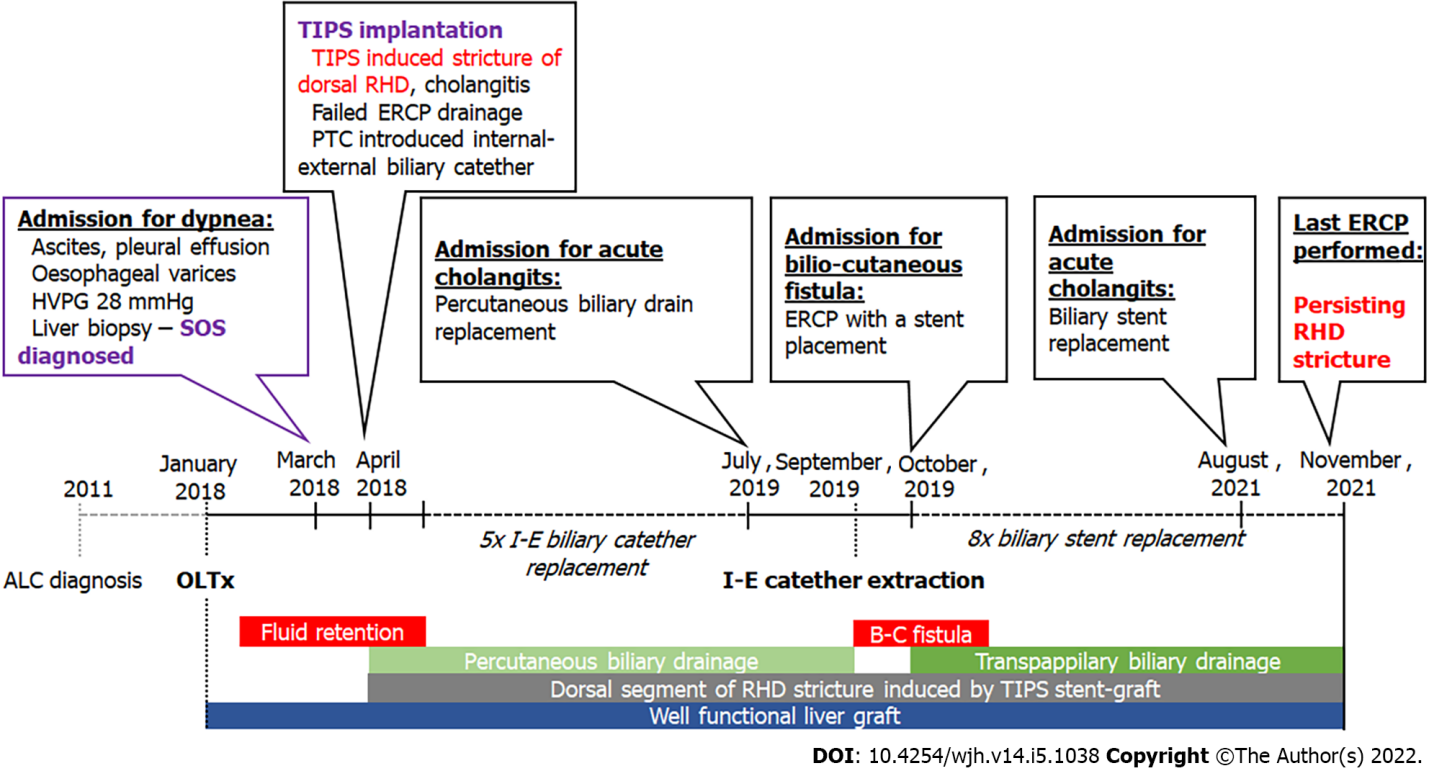 TIPS implantation
TIPS induced stricture of
dorsal RHD, cholangitis
Failed ERCP drainage
PTC introduced internal-
external biliary catether
Admission for dypnea:
Ascites, pleural effusion
Oesophageal varices
HVPG 28 mmHg
Liver biopsy – SOS
diagnosed
Admission for acute
cholangits:
Percutaneous biliary drain
replacement
Admission for
bilio-cutaneous
fistula:
ERCP with a stent
placement
Admission for
acute
cholangits:
Biliary stent
replacement
Last ERCP
performed:
Persisting
RHD
stricture
2011
January
2018
March
2018
April
2018
July,
2019
September,
2019
October,
2019
August,
2021
November,
2021
5x I-E biliary catether
replacement
8x biliary stent replacement
ALC diagnosis
OLTx
I-E catether extraction
Fluid retention
B-C fistula
Percutaneous biliary drainage
Transpappilary biliary drainage
Dorsal segment of RHD stricture induced by TIPS stent-graft
Well functional liver graft
DOI: 10.4254/wjh.v14.i5.1038 Copyright ©The Author(s) 2022.